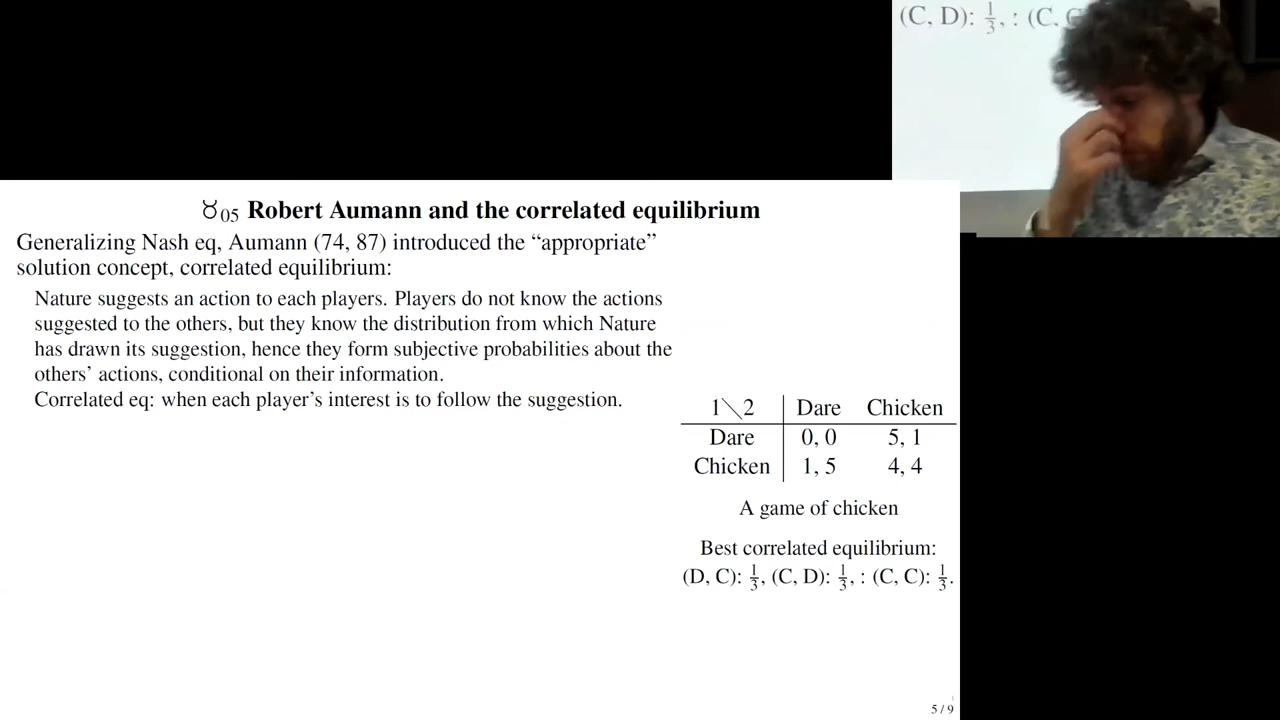 (C, D): 1/3, : (C, C
♉05 Robert Aumann and the correlated equilibrium
Generalizing Nash eq, Aumann (74, 87) introduced the “appropriate”
solution concept, correlated equilibrium:
Nature suggests an action to each players. Players do not know the actions
suggested to the others, but they know the distribution from which Nature
has drawn its suggestion, hence they form subjective probabilities about the
others’ actions, conditional on their information.
Correlated eq: when each player’s interest is to follow the suggestion.
1\2 Dare Chicken
Dare 0, 0 5, 1
Chicken 1, 5 4, 4
A game of chicken
Best correlated equilibrium:
(D, C): 1/3, (C, D): 1/3, : (C, C): 1/3.
5 / 9